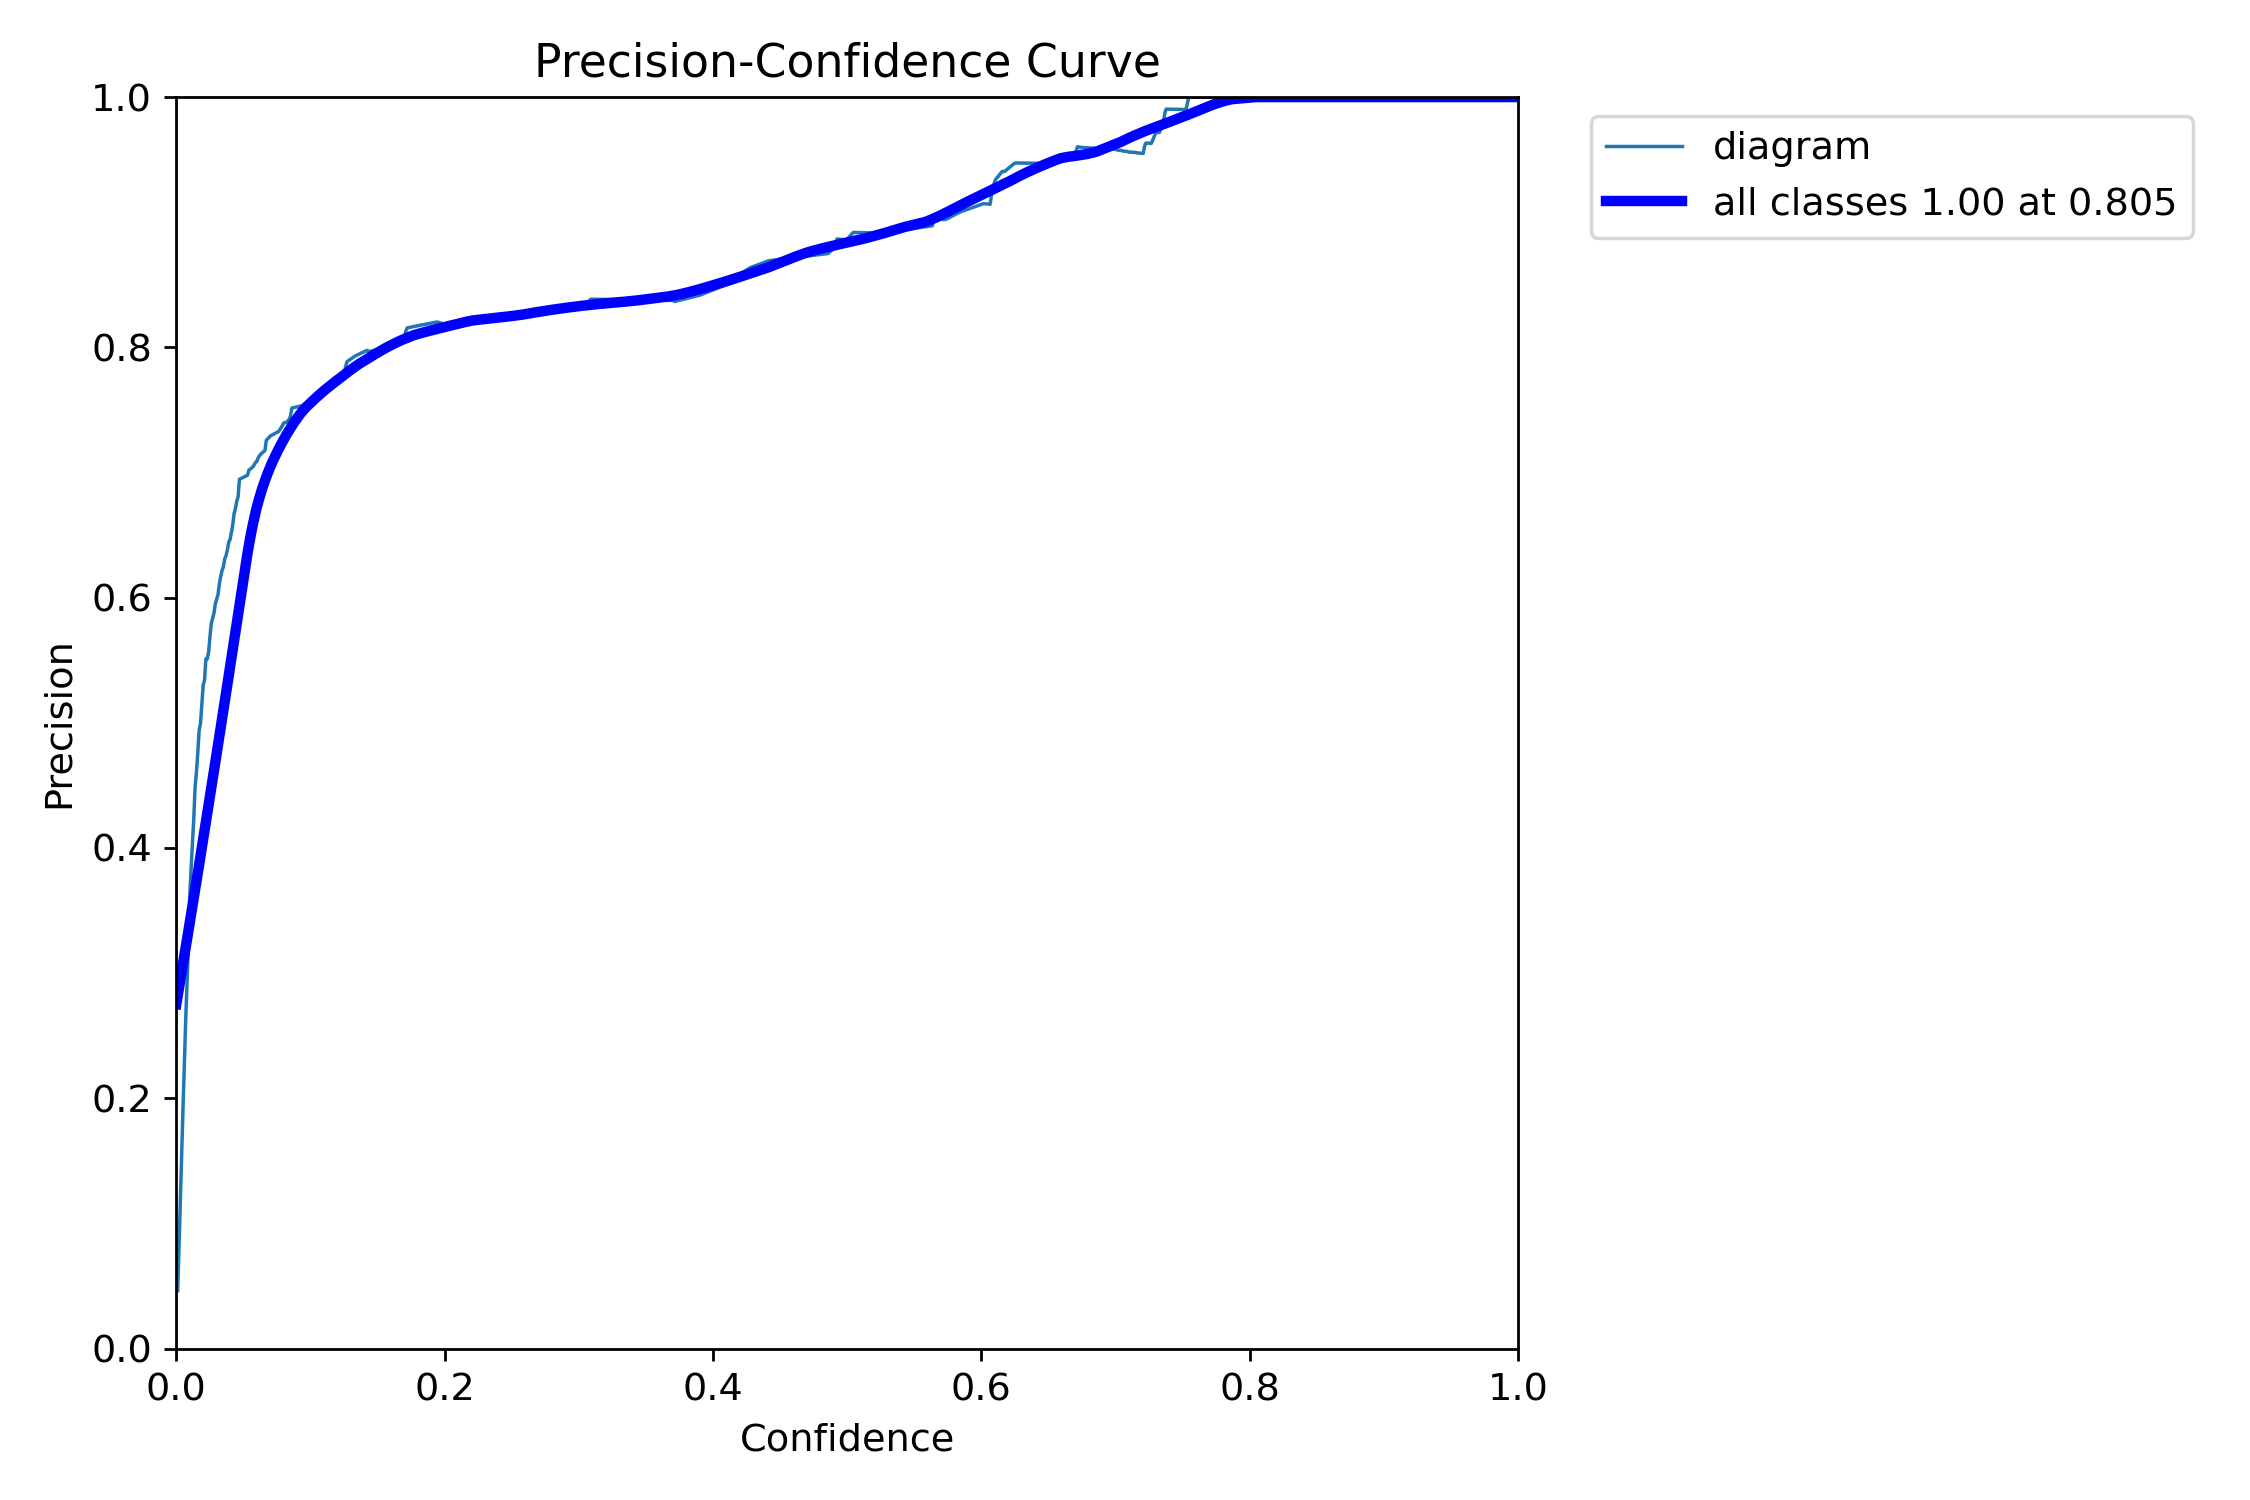 Precision-Confidence Curve
1.0
0.8
0.6
0.4
0.2
0.0
Precision
0.0 0.2 0.4 0.6 0.8 1.0
Confidence
diagram
all classes 1.00 at 0.805